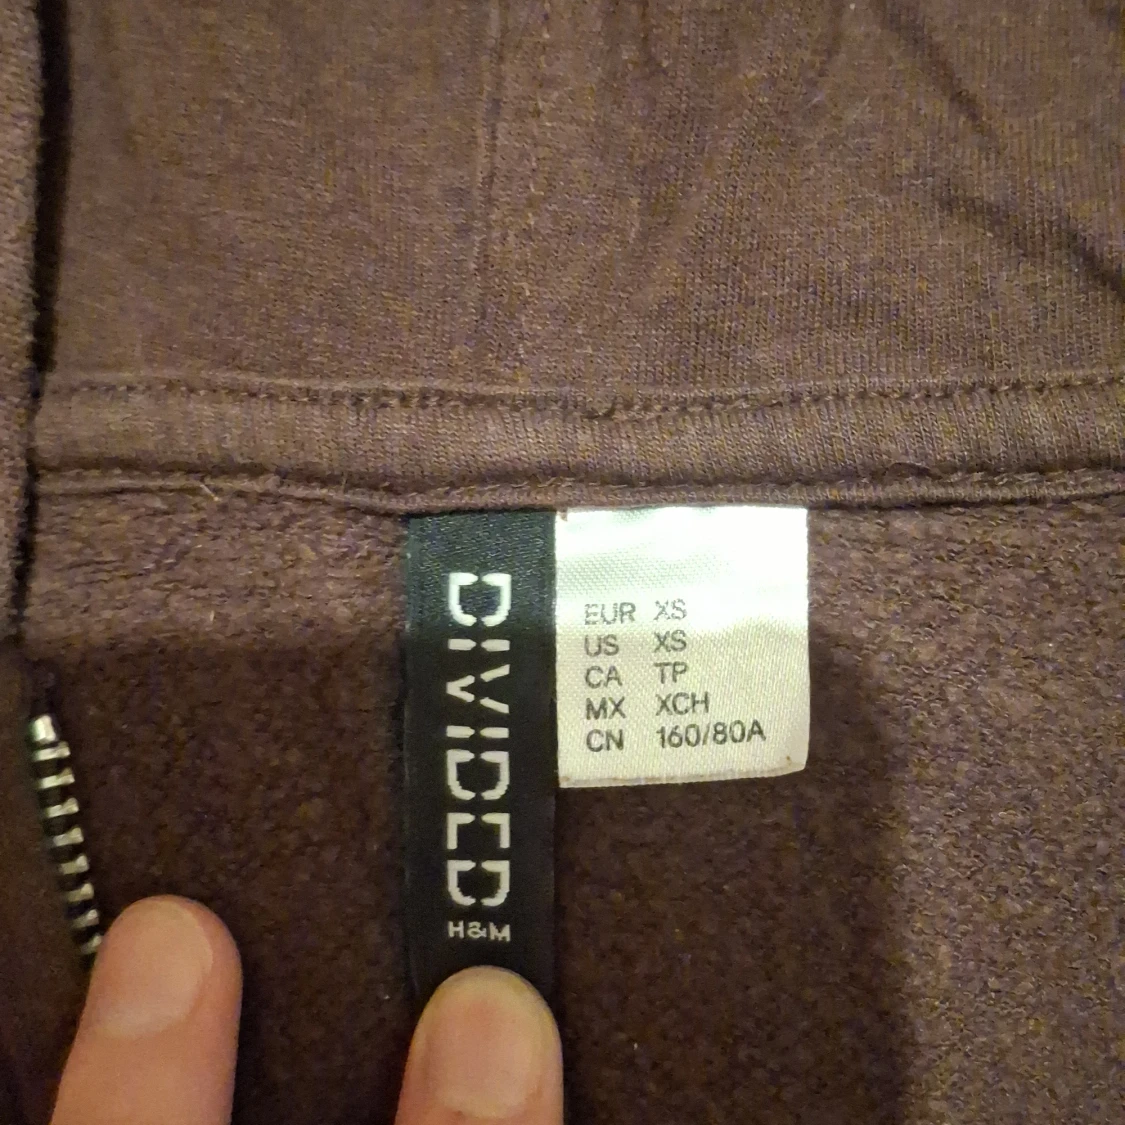 DIVIDED
H&M
EUR XS
US XS
CA TP
MX XCH
CN 160/80A